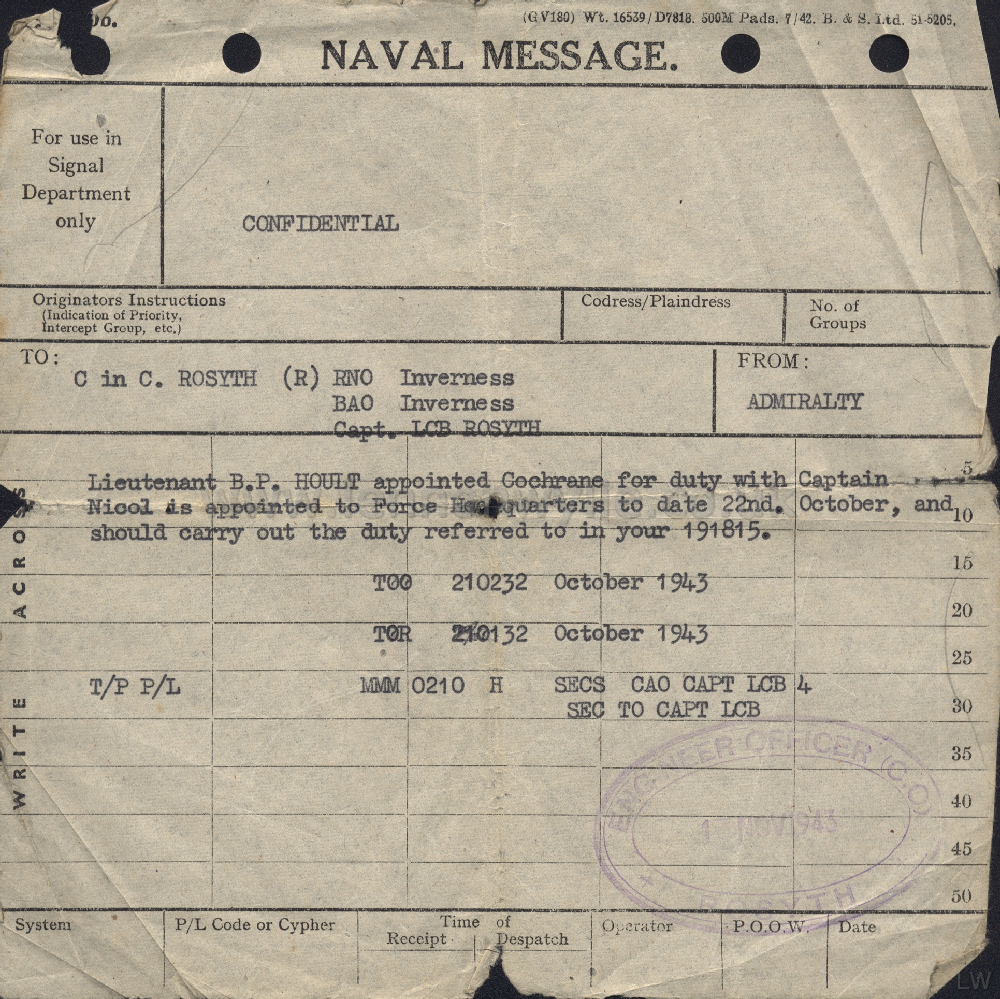 (GV180) Wt. 16539/D7818. 500M Pads. 7/42. B. & S. Ltd. 51-5205.
NAVAL MESSAGE.
For use in
Signal
Department
only
CONFIDENTIAL
Originators Instructions
(Indication of Priority,
Intercept Group, etc.)
Codress/Plaindress
No. of
Groups
TO:
C in C. ROSYTH (R) RNO Inverness
BAO Inverness
Capt. LCB ROSYTH
FROM:
ADMIRALTY
Lieutenant B.P. HOULT appointed Cochrane for duty with Captain
Nicol is appointed to Force Headquarters to date 22nd. October, and
should carry out the duty referred to in your 191815.
TOO 210232 October 1943
TOR 210132 October 1943
T/P P/L MMM 0210 H SECS CAO CAPT LCB 4
SEC TO CAPT LCB
WRITE ACROSS
5
10
15
20
25
30
35
40
45
50
ENGINEER OFFICER (C.O)
1 NOV 1943
ROSYTH
System
P/L Code or Cypher
Time of
Receipt
Despatch
Operator
P.O.O.W.
Date
LW